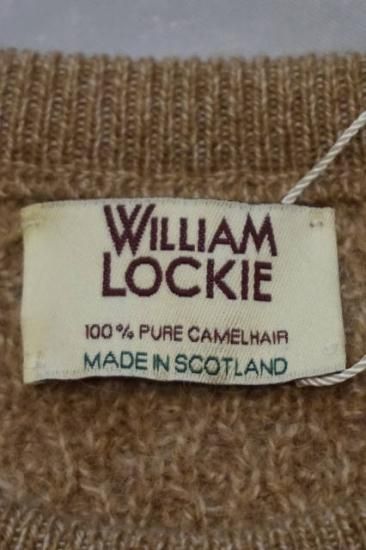 WILLIAM
LOCKIE
100% PURE CAMELHAIR
MADE IN SCOTLAND